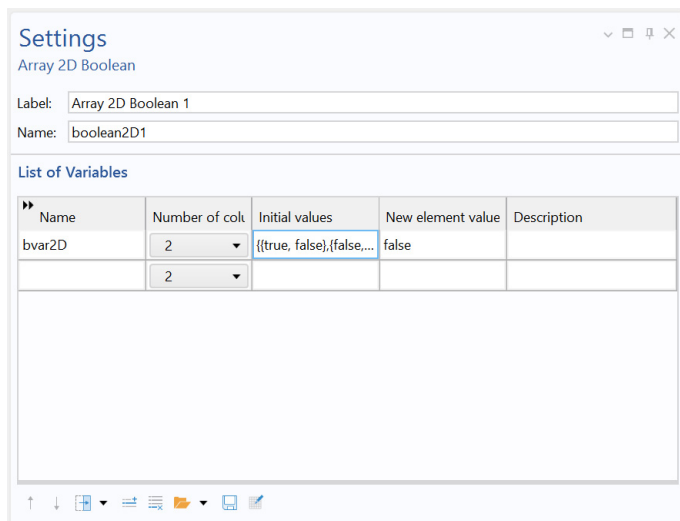 Settings
Array 2D Boolean
Label: Array 2D Boolean 1
Name: boolean2D1
List of Variables
Name Number of colu Initial values New element value Description
bvar2D 2 {{true, false},{false,... false
2